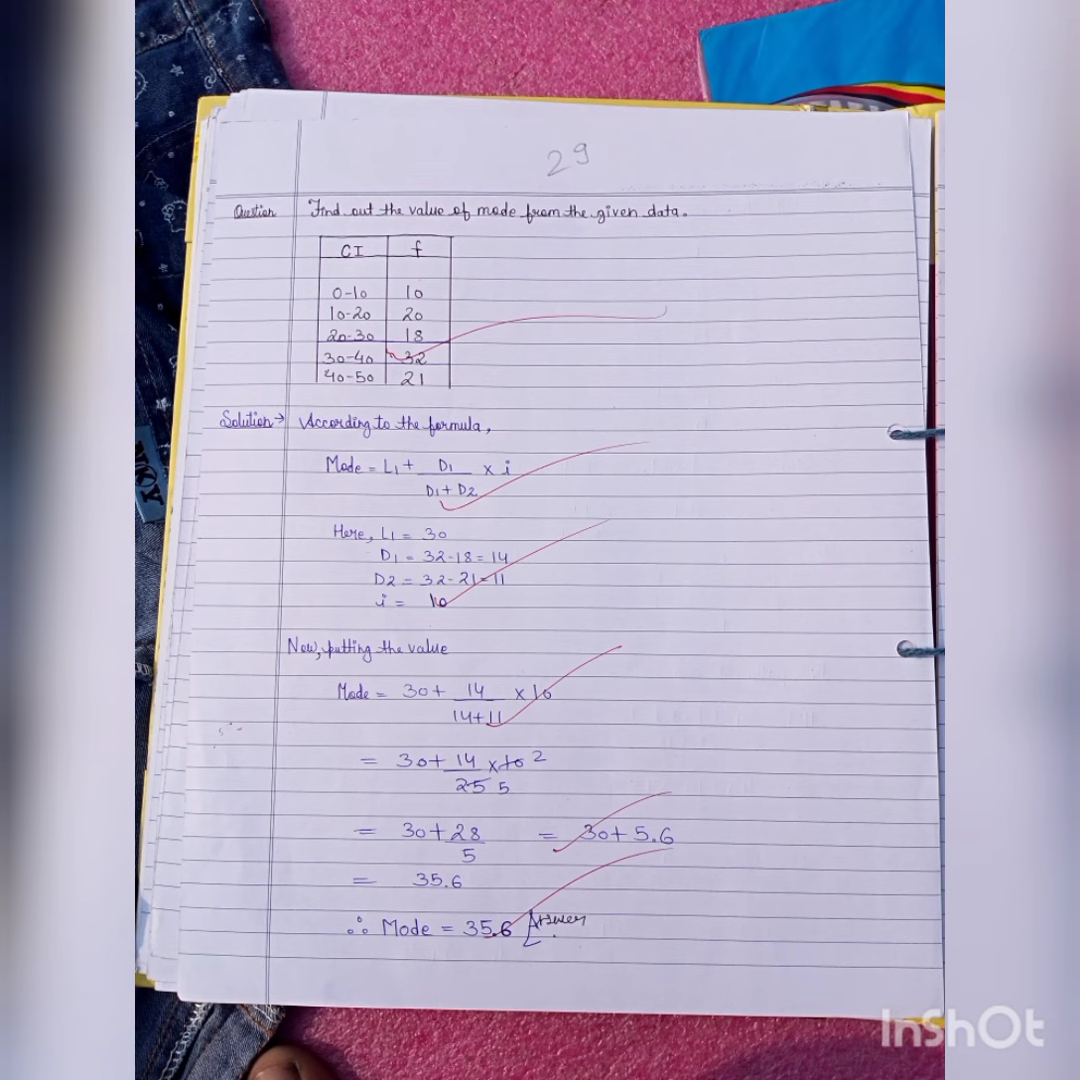 29
Question Find out the value of mode from the given data.
CI f
0-10 10
10-20 20
20-30 18
30-40 32
40-50 21
Solution → According to the formula,
Mode = L1 + D1 / D1 + D2 × i
Here, L1 = 30
D1 = 32-18 = 14
D2 = 32-21 = 11
i = 10
Now, putting the value
Mode = 30 + 14 / 14+11 × 10
= 30 + 14 / 25 5 × 10 2
= 30 + 28 / 5 = 30 + 5.6
= 35.6
∴ Mode = 35.6 Answer
InShOt